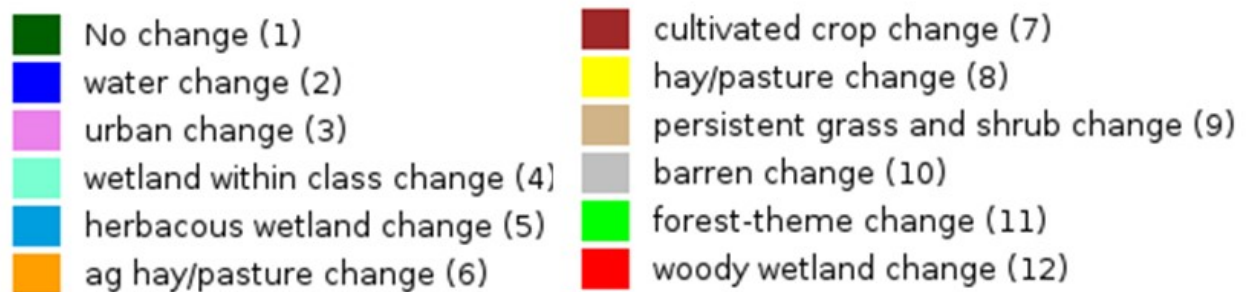 No change (1)
water change (2)
urban change (3)
wetland within class change (4)
herbacous wetland change (5)
ag hay/pasture change (6)
cultivated crop change (7)
hay/pasture change (8)
persistent grass and shrub change (9)
barren change (10)
forest-theme change (11)
woody wetland change (12)